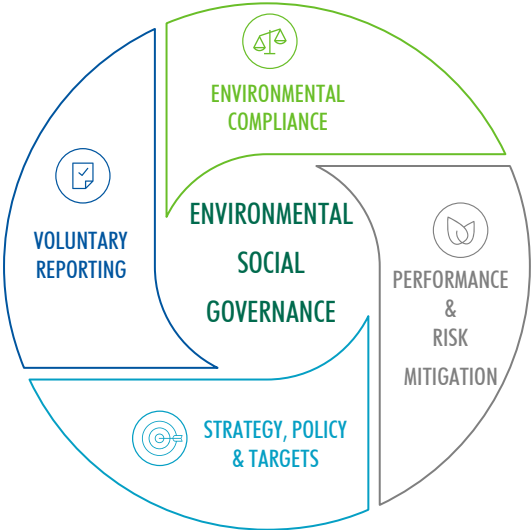 ENVIRONMENTAL
COMPLIANCE
ENVIRONMENTAL
SOCIAL
GOVERNANCE
VOLUNTARY
REPORTING
PERFORMANCE
&
RISK
MITIGATION
STRATEGY, POLICY
& TARGETS